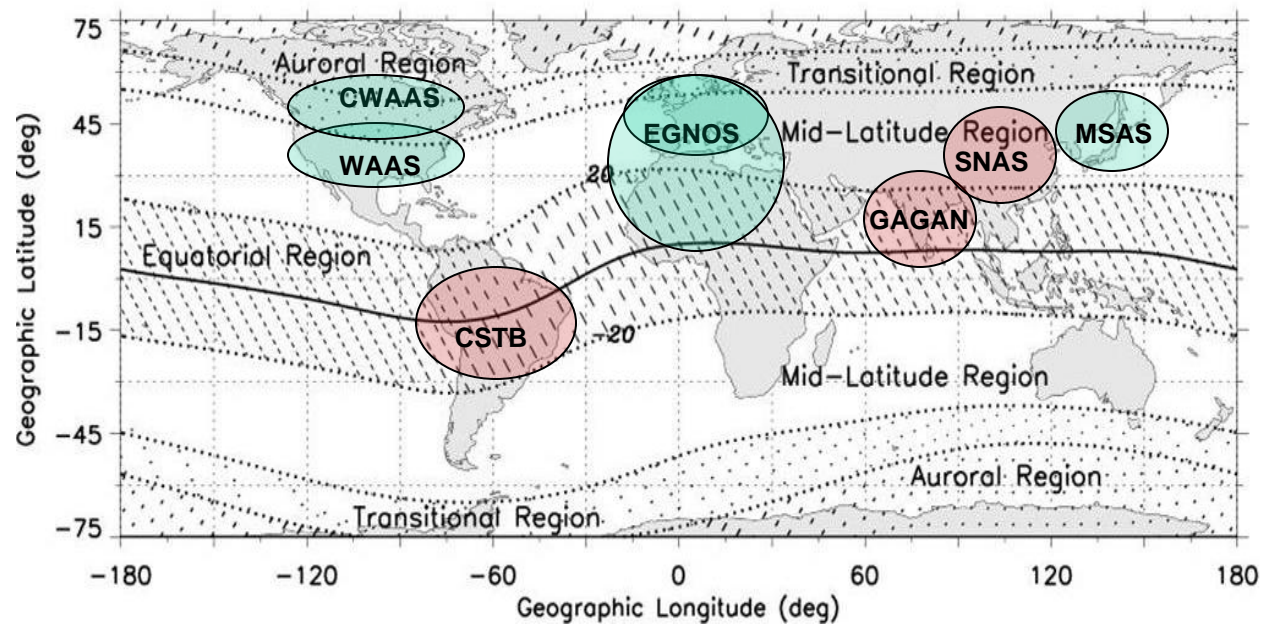 75
Auroral Region
Transitional Region
CWAAS
45
EGNOS
Mid-Latitude Region
MSAS
WAAS
SNAS
20
15
GAGAN
Equatorial Region
-15
CSTB
-20
Mid-Latitude Region
-45
Auroral Region
-75
Transitional Region
-180
-120
-60
0
60
120
180
Geographic Longitude (deg)
Geographic Latitude (deg)